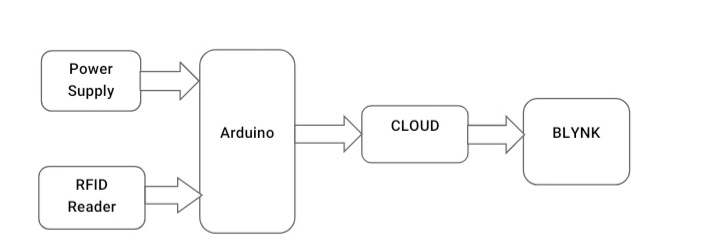 Power
Supply
RFID
Reader
Arduino
CLOUD
BLYNK